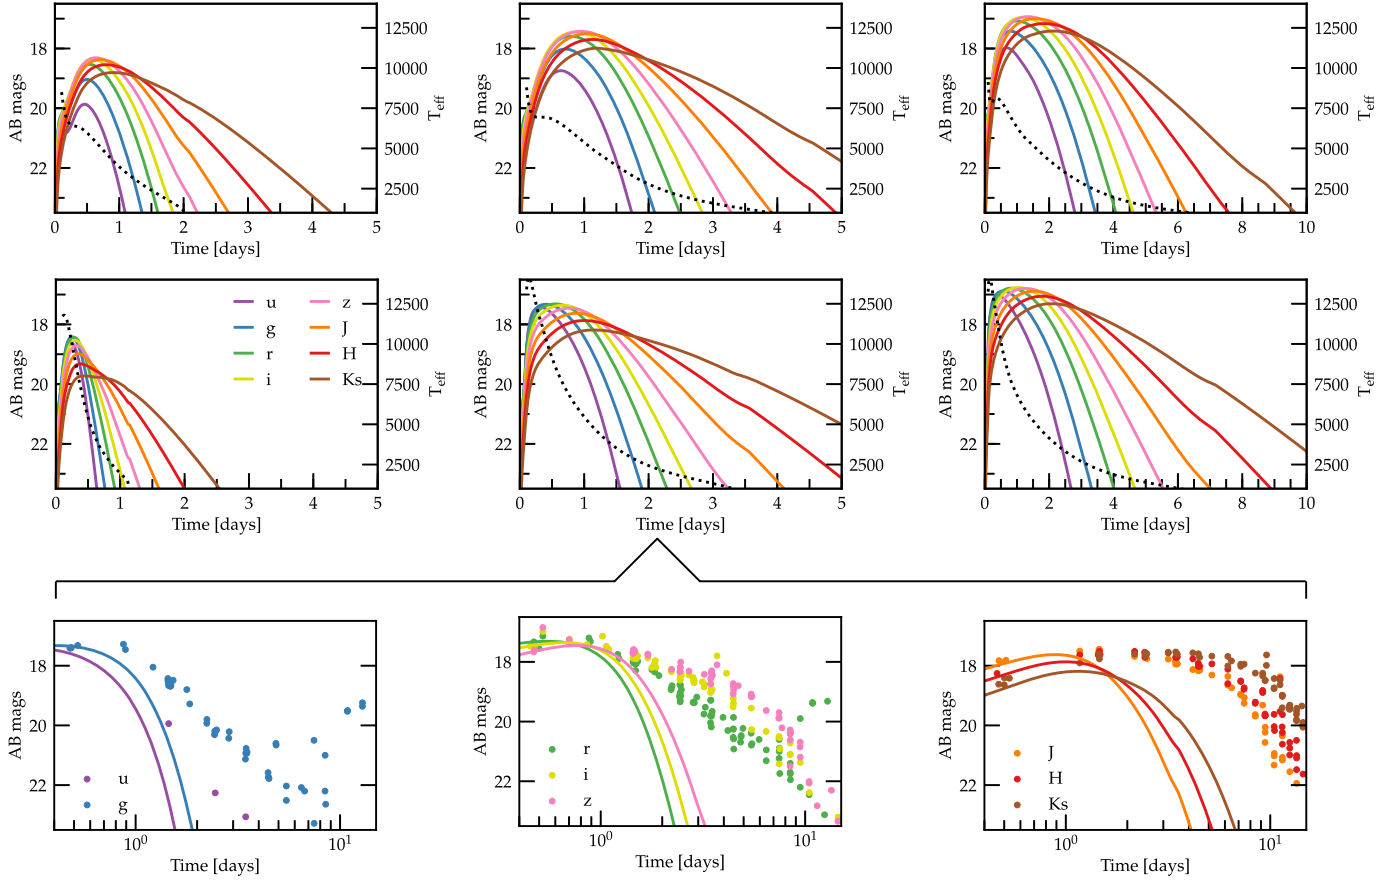 12500
10000
7500
5000
2500
18
20
22
AB mags
T_eff
0 1 2 3 4 5
Time [days]
12500
10000
7500
5000
2500
18
20
22
AB mags
T_eff
0 1 2 3 4 5
Time [days]
12500
10000
7500
5000
2500
18
20
22
AB mags
T_eff
0 2 4 6 8 10
Time [days]
u z
g J
r H
i Ks
12500
10000
7500
5000
2500
18
20
22
AB mags
T_eff
0 1 2 3 4 5
Time [days]
12500
10000
7500
5000
2500
18
20
22
AB mags
T_eff
0 1 2 3 4 5
Time [days]
12500
10000
7500
5000
2500
18
20
22
AB mags
T_eff
0 2 4 6 8 10
Time [days]
18
20
22
AB mags
u
g
10^0 10^1
Time [days]
18
20
22
AB mags
r
i
z
10^0 10^1
Time [days]
18
20
22
AB mags
J
H
Ks
10^0 10^1
Time [days]